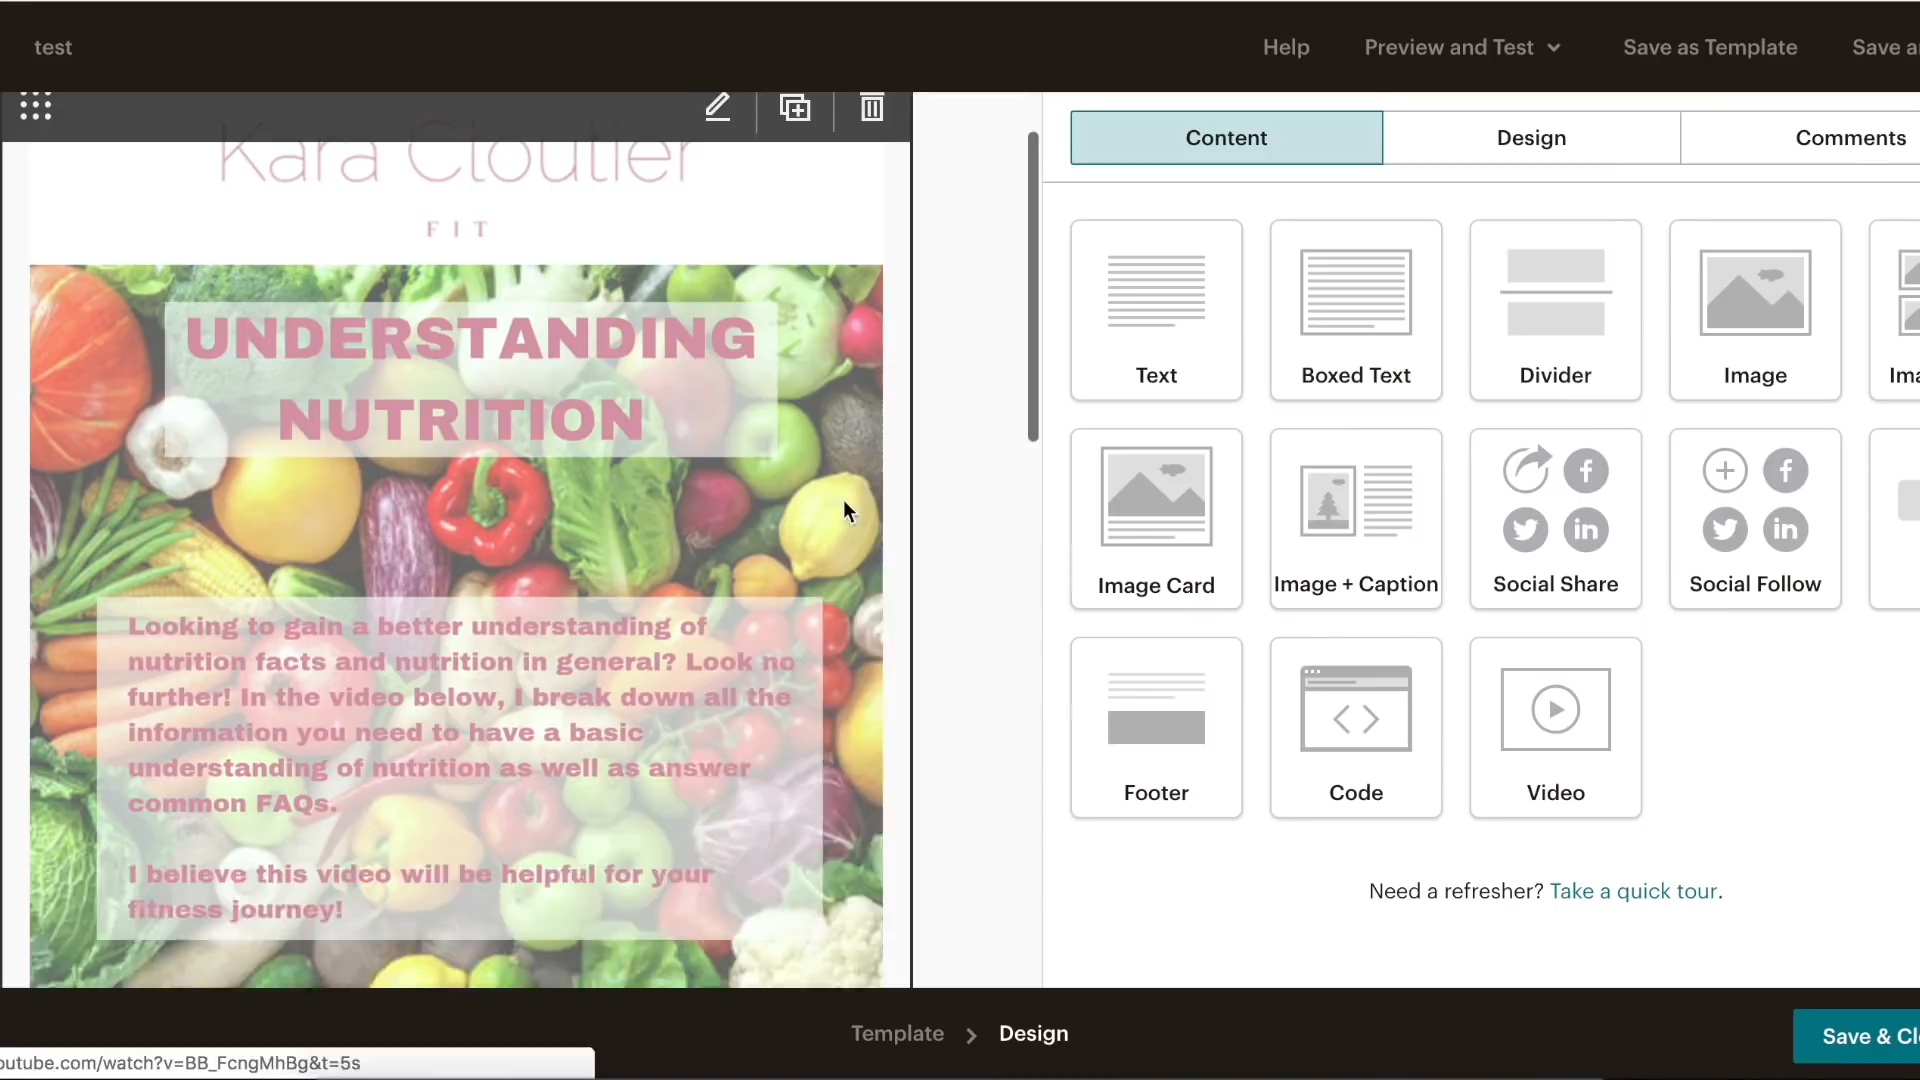 test
Help
Preview and Test
Save as Template
Save
Kara Cloutier
FIT
UNDERSTANDING
NUTRITION
Looking to gain a better understanding of
nutrition facts and nutrition in general? Look no
further! In the video below, I break down all the
information you need to have a basic
understanding of nutrition as well as answer
common FAQs.
I believe this video will be helpful for your
fitness journey!
Content
Design
Comments
Text
Boxed Text
Divider
Image
Image Card
Image + Caption
Social Share
Social Follow
Footer
Code
Video
Need a refresher? Take a quick tour.
Template > Design
Save &
outube.com/watch?v=BB_FcngMhBg&t=5s